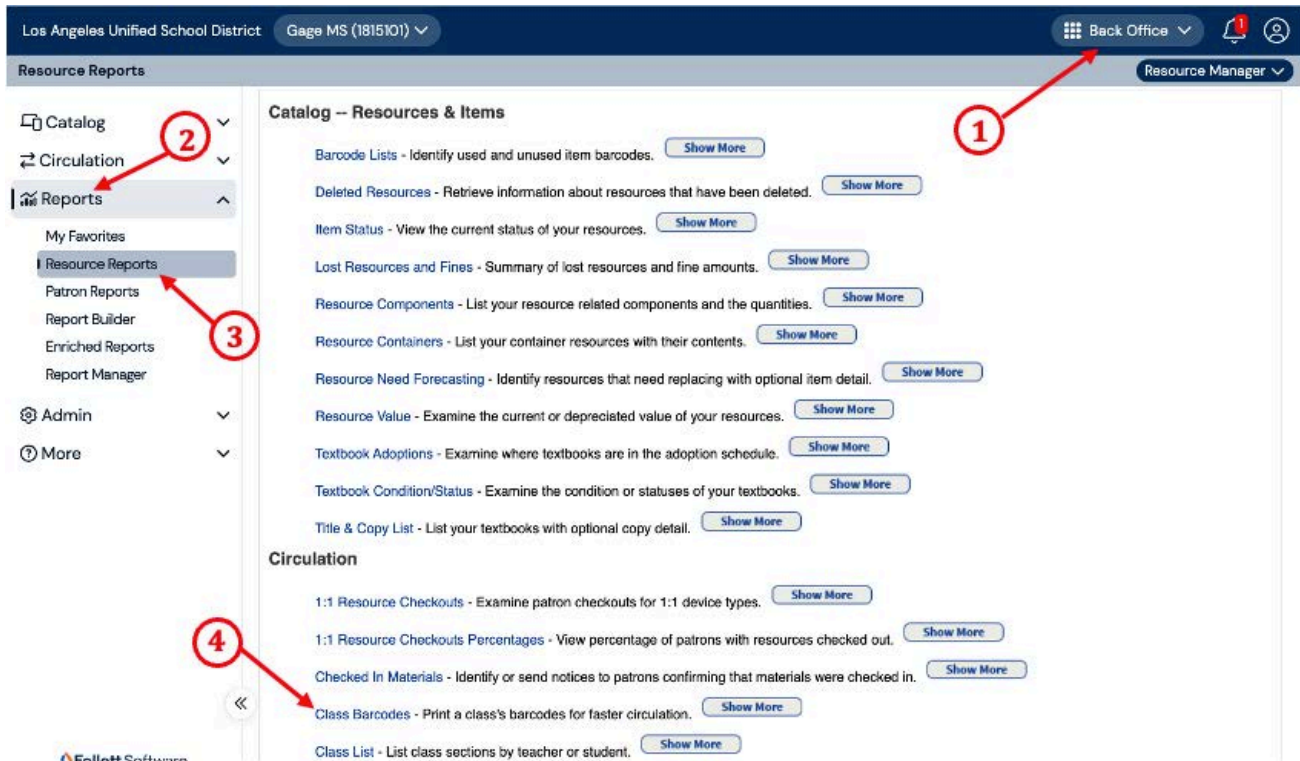 Los Angeles Unified School District Gage MS (1815101) Back Office 1
Resource Reports Resource Manager
Catalog
Circulation
Reports
My Favorites
Resource Reports
Patron Reports
Report Builder
Enriched Reports
Report Manager
Admin
More
1
2
3
4
Catalog -- Resources & Items
Barcode Lists - Identify used and unused item barcodes. Show More
Deleted Resources - Retrieve information about resources that have been deleted. Show More
Item Status - View the current status of your resources. Show More
Lost Resources and Fines - Summary of lost resources and fine amounts. Show More
Resource Components - List your resource related components and the quantities. Show More
Resource Containers - List your container resources with their contents. Show More
Resource Need Forecasting - Identify resources that need replacing with optional item detail. Show More
Resource Value - Examine the current or depreciated value of your resources. Show More
Textbook Adoptions - Examine where textbooks are in the adoption schedule. Show More
Textbook Condition/Status - Examine the condition or statuses of your textbooks. Show More
Title & Copy List - List your textbooks with optional copy detail. Show More
Circulation
1:1 Resource Checkouts - Examine patron checkouts for 1:1 device types. Show More
1:1 Resource Checkouts Percentages - View percentage of patrons with resources checked out. Show More
Checked In Materials - Identify or send notices to patrons confirming that materials were checked in. Show More
Class Barcodes - Print a class's barcodes for faster circulation. Show More
Class List - List class sections by teacher or student. Show More
Follett Software